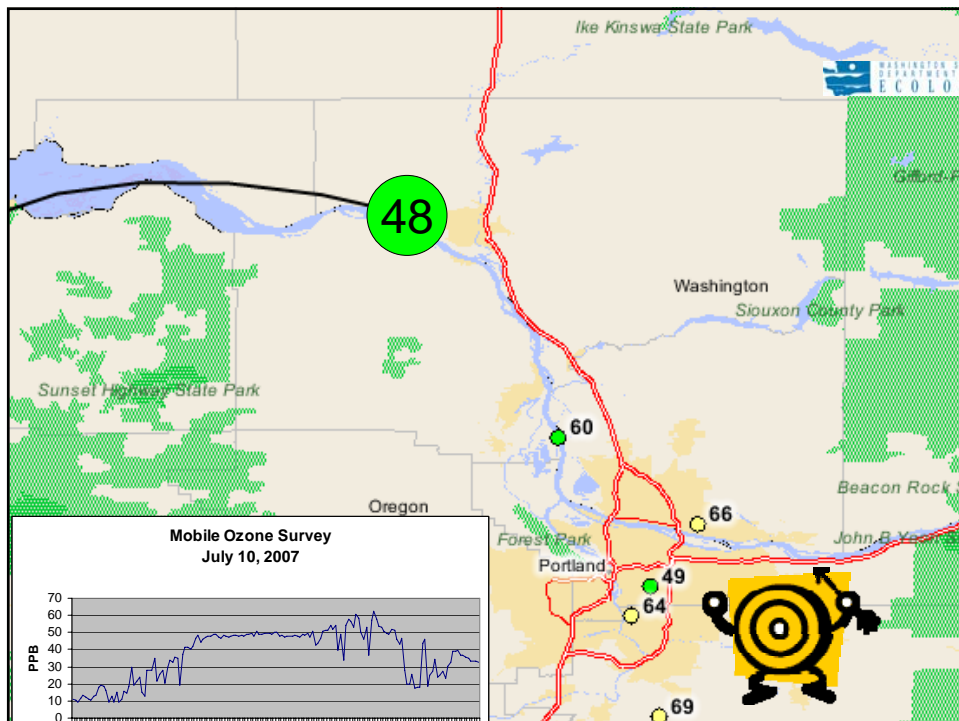 Ike Kinswa State Park
WASHINGTON S
DEPARTMENT
ECOLO
Gifford-P
48
Washington
Siouxon County Park
Sunset Highway State Park
60
Oregon
Beacon Rock S
66
Forest Park
John B Yeon S
Portland
49
64
69
Mobile Ozone Survey
July 10, 2007
PPB
70
60
50
40
30
20
10
0